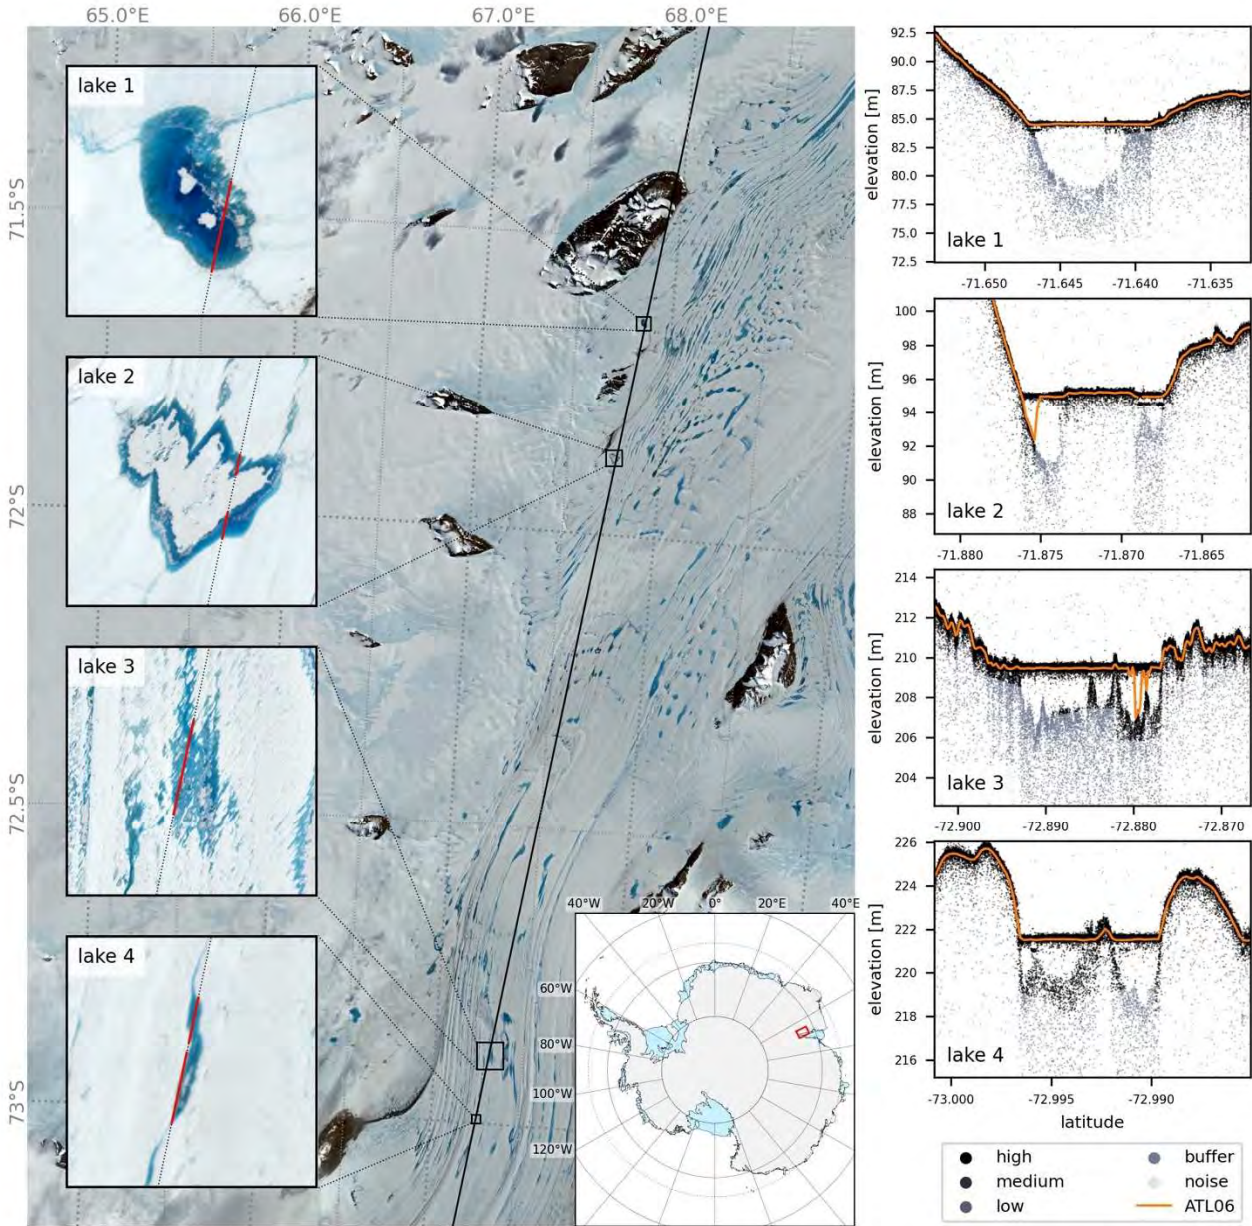 65.0°E 66.0°E 67.0°E 68.0°E
71.5°S
72°S
72.5°S
73°S
lake 1
lake 2
lake 3
lake 4
40°W 20°W 0°E 20°E 40°E
60°W
80°W
100°W
120°W
92.5
90.0
87.5
85.0
82.5
80.0
77.5
75.0
72.5
elevation [m]
lake 1
-71.650 -71.645 -71.640 -71.635
100
98
96
94
92
90
88
elevation [m]
lake 2
-71.880 -71.875 -71.870 -71.865
214
212
210
208
206
204
elevation [m]
lake 3
-72.900 -72.890 -72.880 -72.870
226
224
222
220
218
216
elevation [m]
lake 4
-73.000 -72.995 -72.990
latitude
high buffer
medium noise
low ATL06